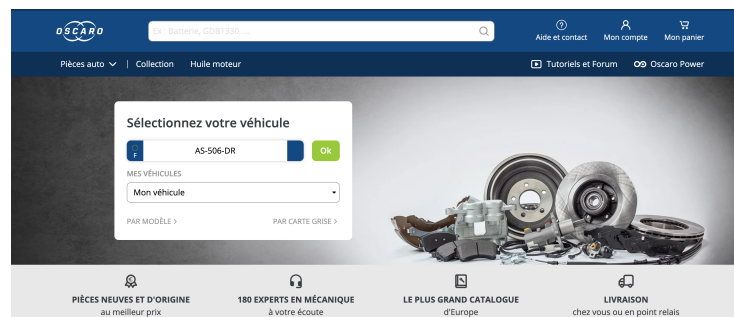 OSCARO
Ex : Batterie, GDB1330, ...
Aide et contact
Mon compte
Mon panier
Pièces auto
Collection
Huile moteur
Tutoriels et Forum
Oscaro Power
Sélectionnez votre véhicule
F
AS-506-DR
Ok
MES VÉHICULES
Mon véhicule
PAR MODÈLE >
PAR CARTE GRISE >
PIÈCES NEUVES ET D'ORIGINE
au meilleur prix
180 EXPERTS EN MÉCANIQUE
à votre écoute
LE PLUS GRAND CATALOGUE
d'Europe
LIVRAISON
chez vous ou en point relais